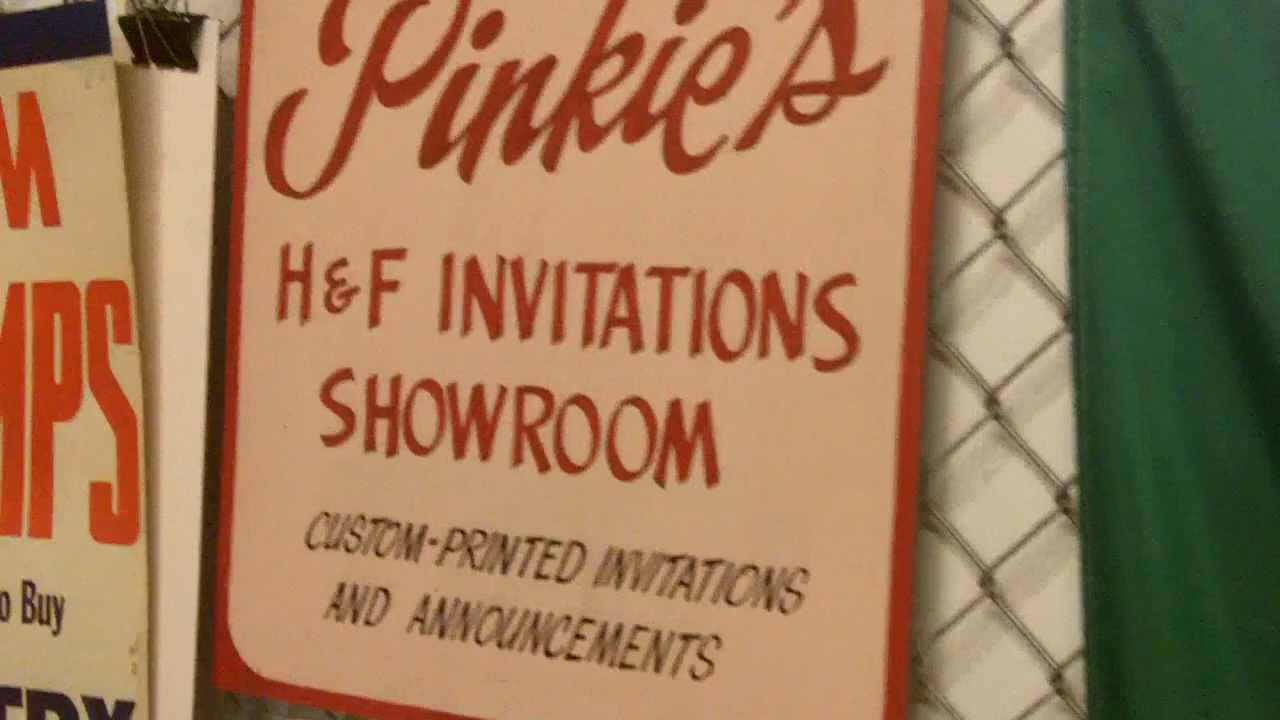 Pinkie's
H & F INVITATIONS
SHOWROOM
CUSTOM-PRINTED INVITATIONS
AND ANNOUNCEMENTS
M
MPS
o Buy